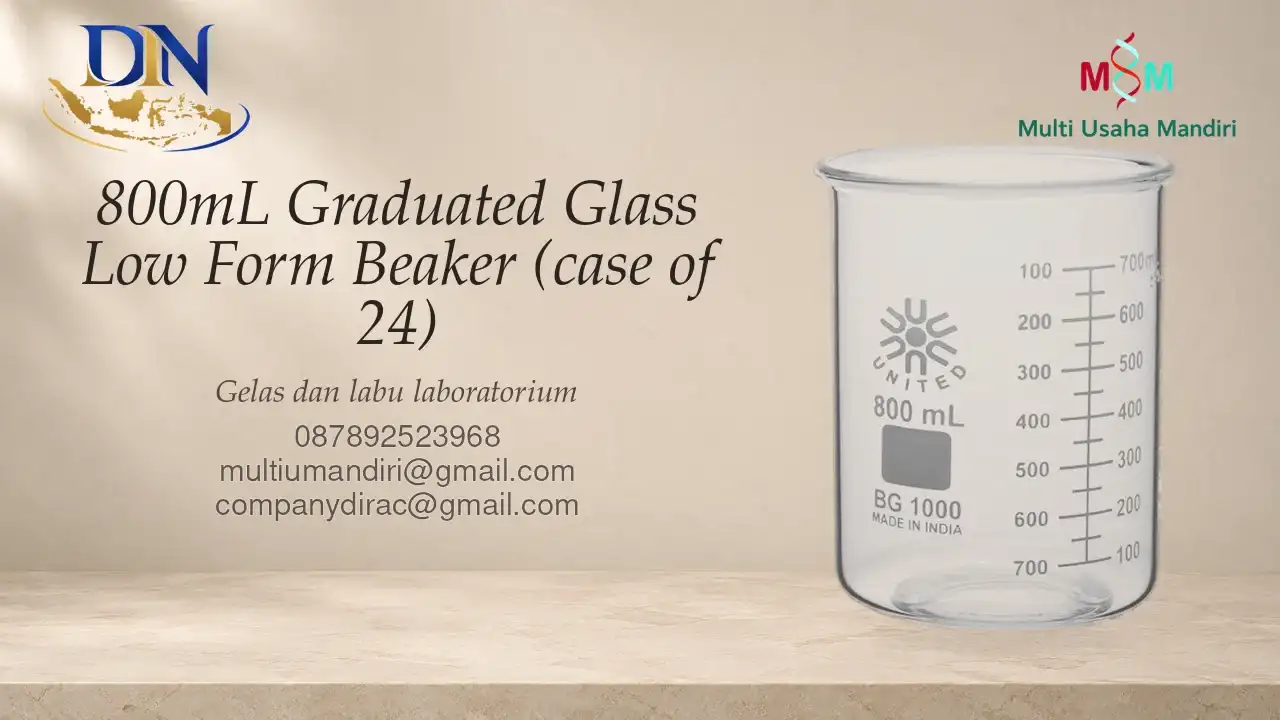 DN
MSM
Multi Usaha Mandiri
800mL Graduated Glass
Low Form Beaker (case of
24)
Gelas dan labu laboratorium
087892523968
multiumandiri@gmail.com
companydirac@gmail.com
UNITED
800 mL
BG 1000
MADE IN INDIA
100 700
200 600
300 500
400 400
500 300
600 200
700 100